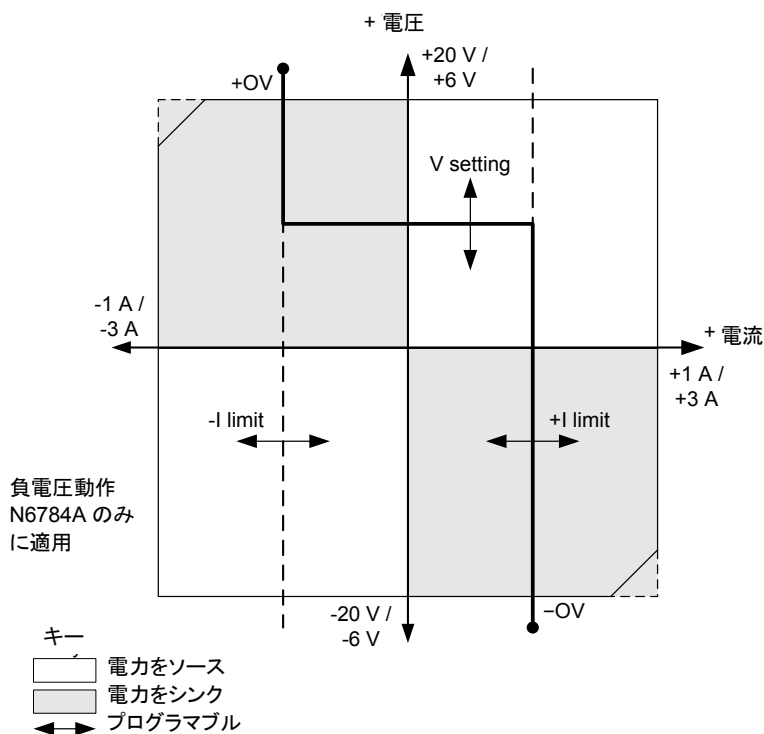 + 電圧
+20 V /
+6 V
+OV
V setting
-1 A /
-3 A
+ 電流
+1 A /
+3 A
-I limit
+I limit
負電圧動作
N6784A のみ
に適用
-20 V /
-6 V
−OV
キー
電力をソース
電力をシンク
プログラマブル